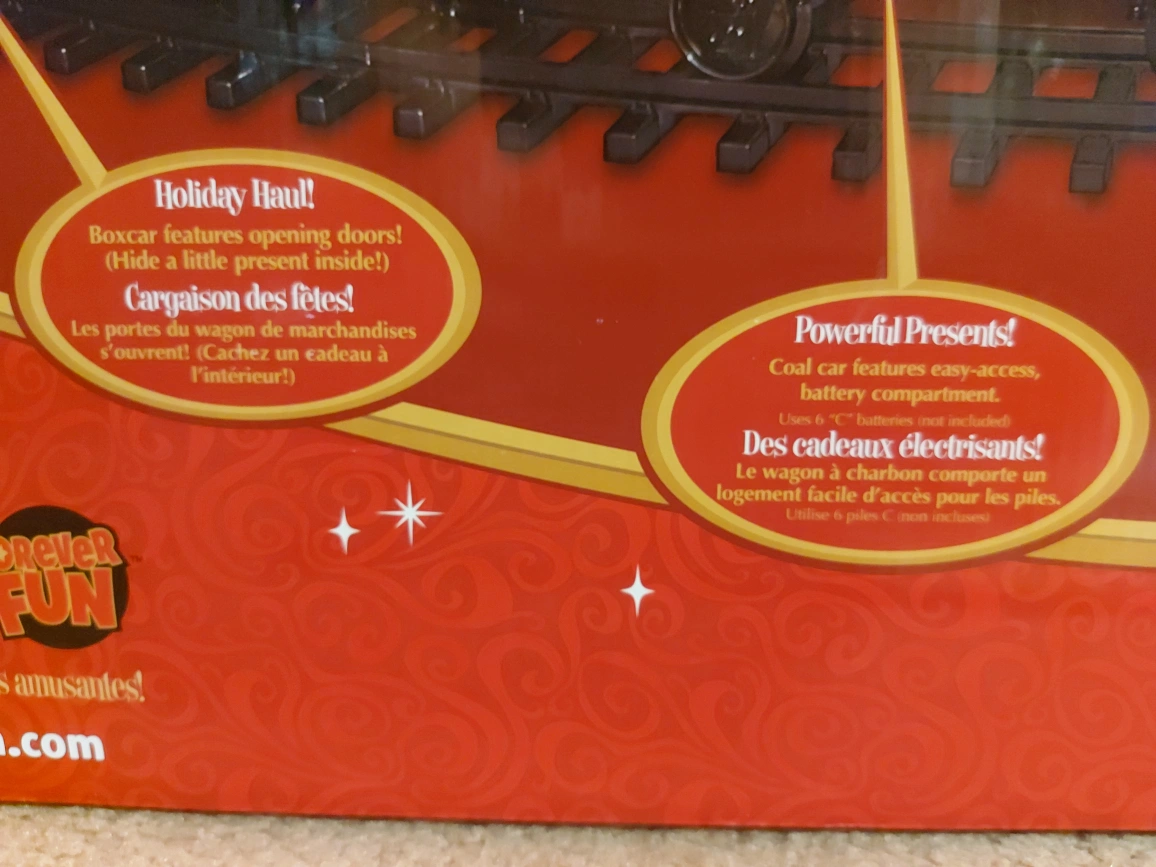 Holiday Haul!
Boxcar features opening doors!
(Hide a little present inside!)
Cargaison des fêtes!
Les portes du wagon de marchandises
s'ouvrent! (Cachez un cadeau à
l'intérieur!)
Powerful Presents!
Coal car features easy-access,
battery compartment.
Uses 6 "C" batteries (not included)
Des cadeaux électrisants!
Le wagon à charbon comporte un
logement facile d'accès pour les piles.
Utilise 6 piles C (non incluses)
OREVER
FUN™
s amusantes!
.com